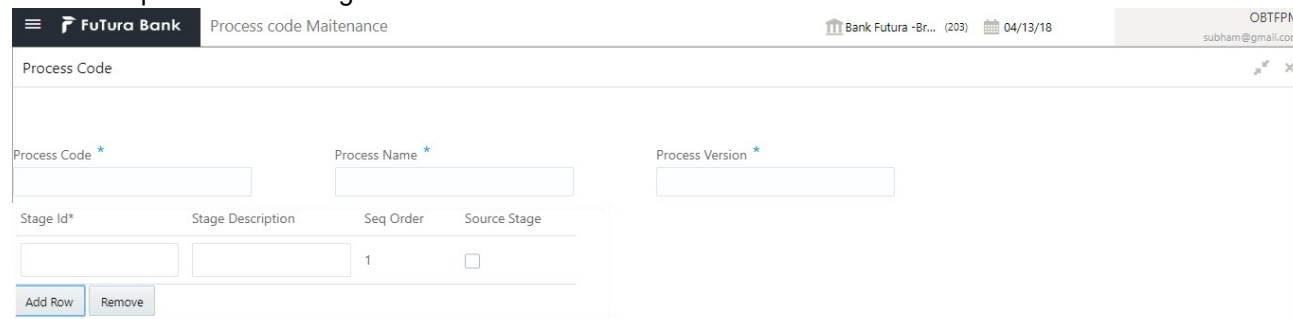 FuTura Bank Process code Maitenance Bank Futura -Br... (203) 04/13/18 OBTFPM
subham@gmail.com
Process Code
Process Code * Process Name * Process Version *
Stage Id* Stage Description Seq Order Source Stage
1
Add Row Remove